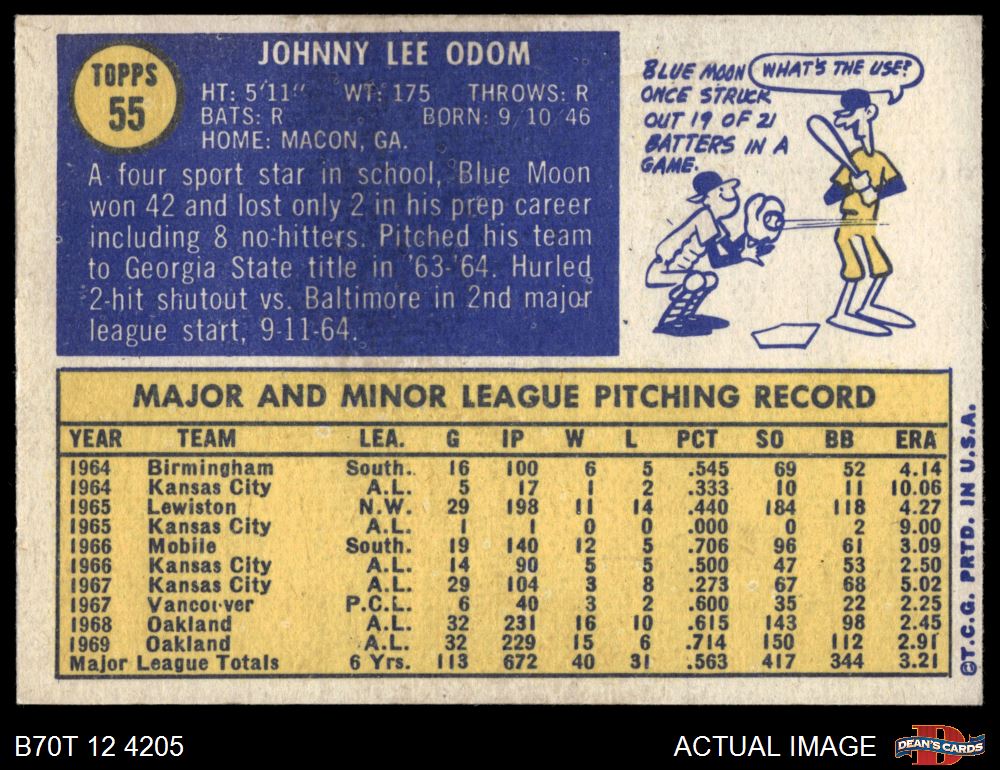 TOPPS
55
JOHNNY LEE ODOM
HT: 5'11" WT: 175 THROWS: R
BATS: R BORN: 9/10/46
HOME: MACON, GA.
A four sport star in school, Blue Moon
won 42 and lost only 2 in his prep career
including 8 no-hitters. Pitched his team
to Georgia State title in '63-'64. Hurled
2-hit shutout vs. Baltimore in 2nd major
league start, 9-11-64.
BLUE MOON
ONCE STRUCK
OUT 19 OF 21
BATTERS IN A
GAME.
WHAT'S THE USE?
MAJOR AND MINOR LEAGUE PITCHING RECORD
YEAR TEAM LEA. G IP W L PCT SO BB ERA
1964 Birmingham South. 16 100 6 5 .545 69 52 4.14
1964 Kansas City A.L. 5 17 1 2 .333 10 11 10.06
1965 Lewiston N.W. 29 198 11 14 .440 184 118 4.27
1965 Kansas City A.L. 1 1 0 0 .000 0 2 9.00
1966 Mobile South. 19 140 12 5 .706 96 61 3.09
1966 Kansas City A.L. 14 90 5 5 .500 47 53 2.50
1967 Kansas City A.L. 29 104 3 8 .273 67 68 5.02
1967 Vancouver P.C.L. 6 40 3 2 .600 35 22 2.25
1968 Oakland A.L. 32 231 16 10 .615 143 98 2.45
1969 Oakland A.L. 32 229 15 6 .714 150 112 2.91
Major League Totals 6 Yrs. 113 672 40 31 .563 417 344 3.21
©T.C.G. PRTD. IN U.S.A.
B70T 12 4205
ACTUAL IMAGE
DEAN'S CARDS